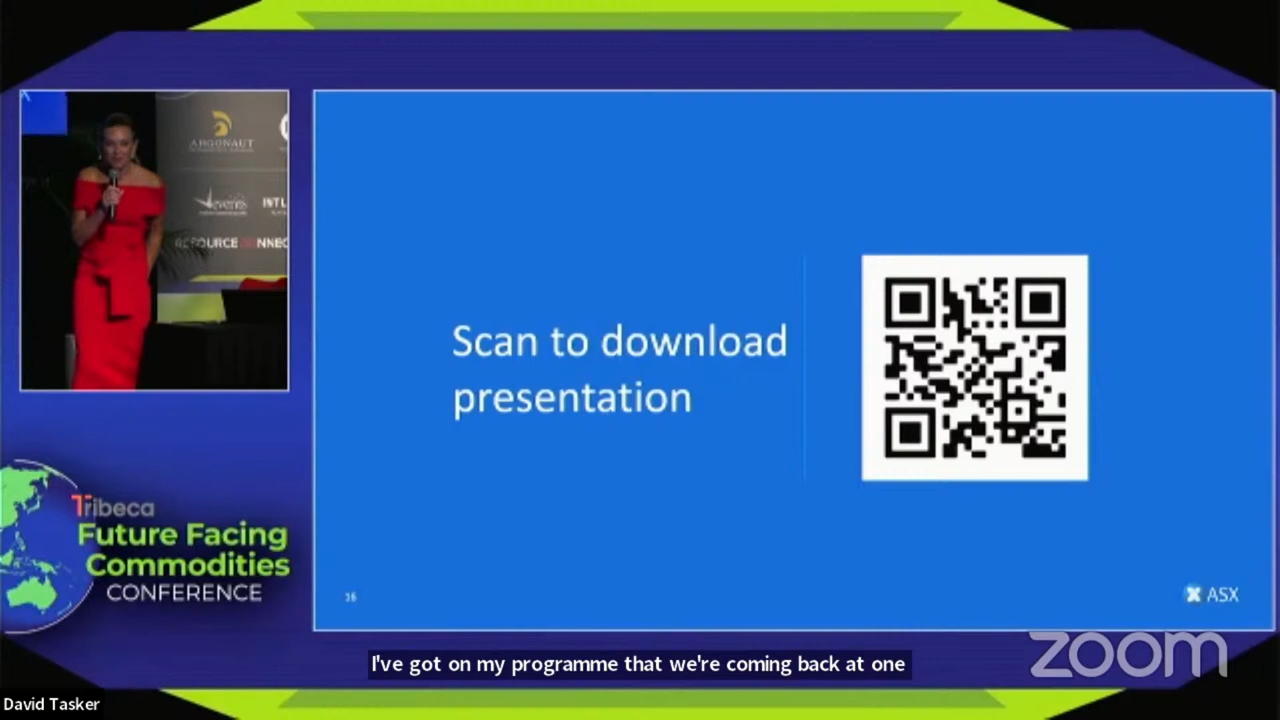 ARGONAUT
events
RESOURCE
Scan to download
presentation
Tribeca
Future Facing
Commodities
CONFERENCE
16
ASX
I've got on my programme that we're coming back at one
zoom
David Tasker